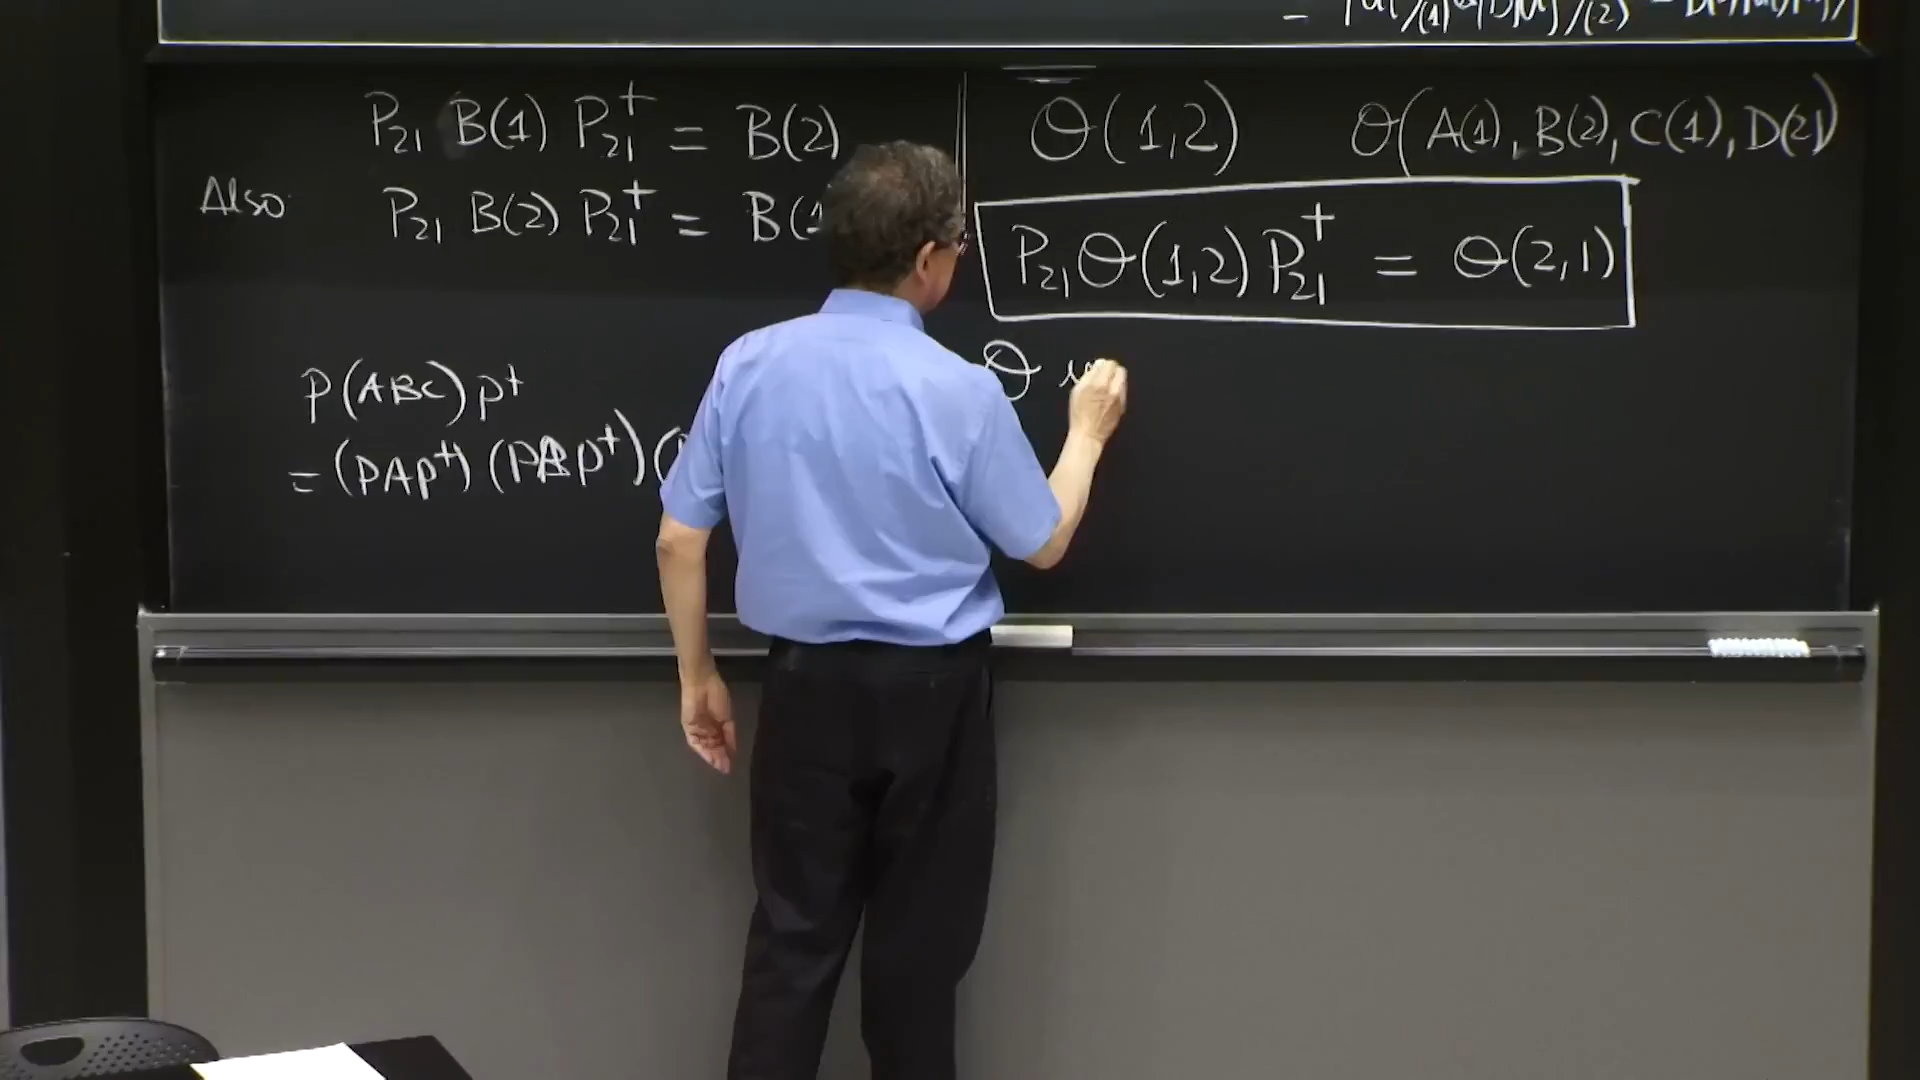 P₂₁ B(1) P₂₁† = B(2)
Also P₂₁ B(2) P₂₁† = B(1
P(ABC)P†
= (PAP†) (PBP†) (
Θ(1,2) Θ(A(1), B(2), C(1), D(2))
P₂₁ Θ(1,2) P₂₁† = Θ(2,1)
Θ